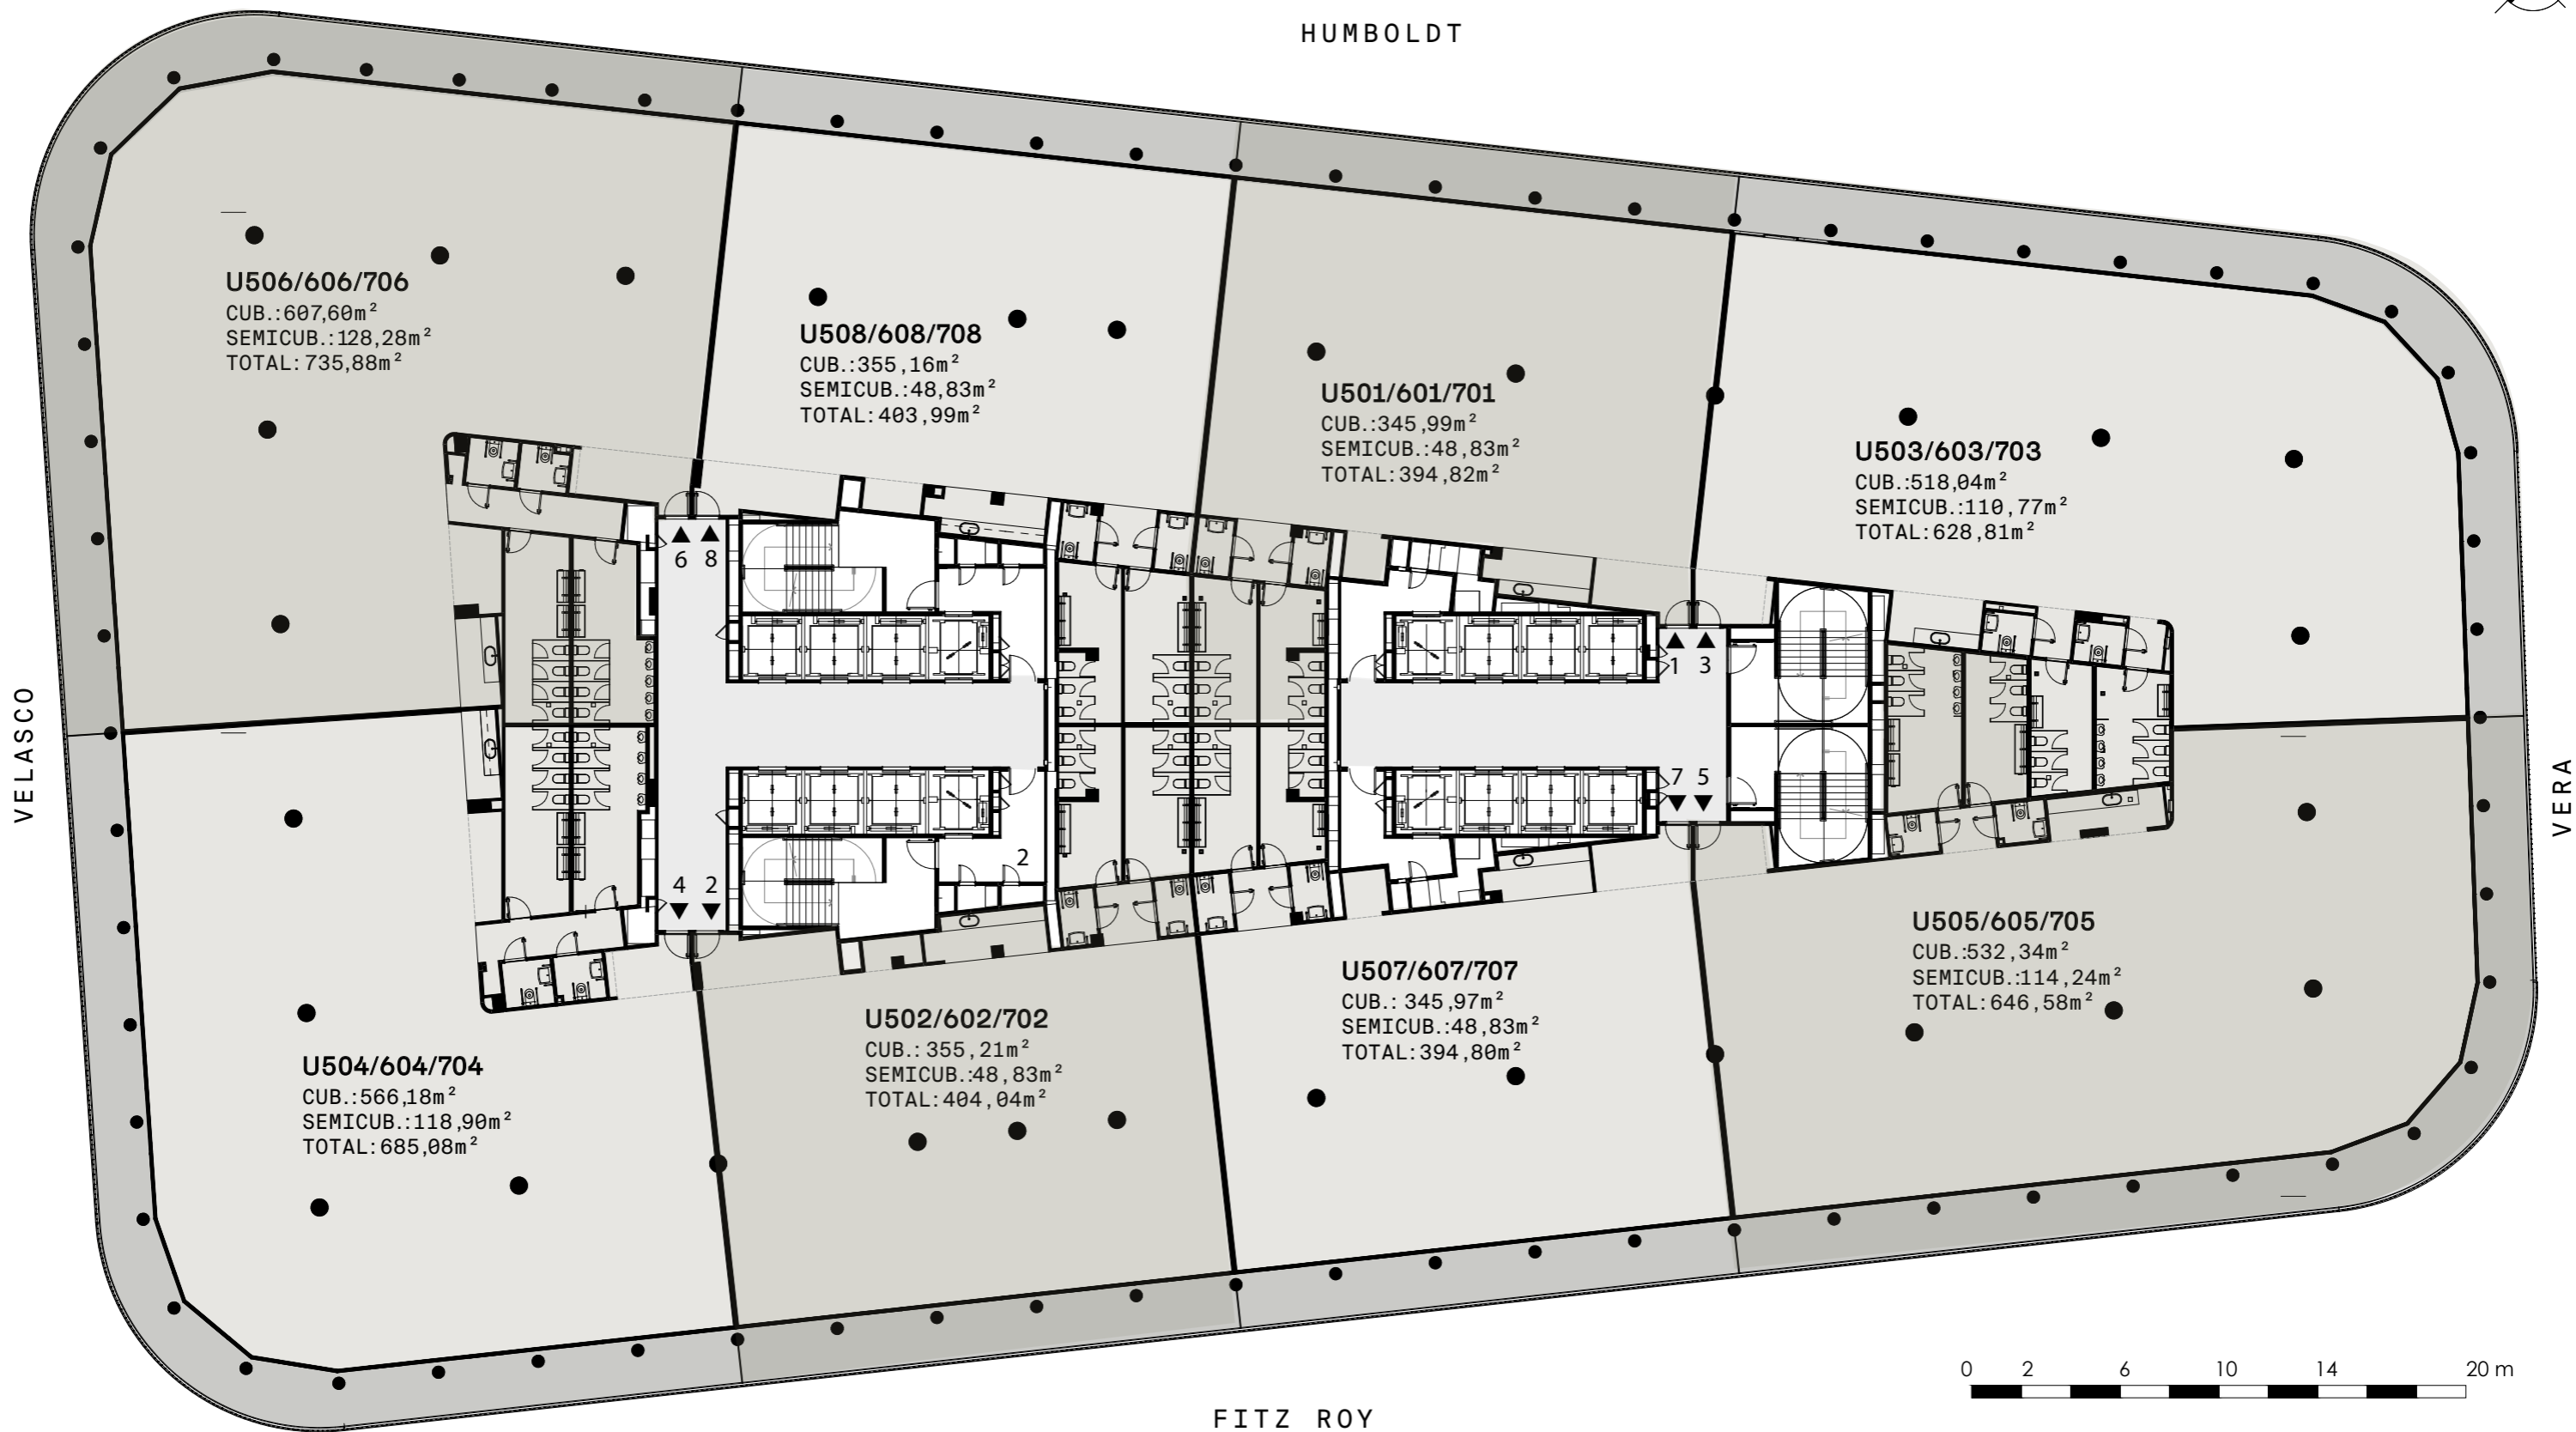 HUMBOLDT
U506/606/706
CUB.:607,60m²
SEMICUB.:128,28m²
TOTAL:735,88m²
U508/608/708
CUB.:355,16m²
SEMICUB.:48,83m²
TOTAL:403,99m²
U501/601/701
CUB.:345,99m²
SEMICUB.:48,83m²
TOTAL:394,82m²
U503/603/703
CUB.:518,04m²
SEMICUB.:110,77m²
TOTAL:628,81m²
6 8
1 3
VELASCO
VERA
7 5
2
4 2
U504/604/704
CUB.:566,18m²
SEMICUB.:118,90m²
TOTAL:685,08m²
U502/602/702
CUB.:355,21m²
SEMICUB.:48,83m²
TOTAL:404,04m²
U507/607/707
CUB.: 345,97m²
SEMICUB.:48,83m²
TOTAL:394,80m²
U505/605/705
CUB.:532,34m²
SEMICUB.:114,24m²
TOTAL:646,58m²
0 2 6 10 14 20 m
FITZ ROY